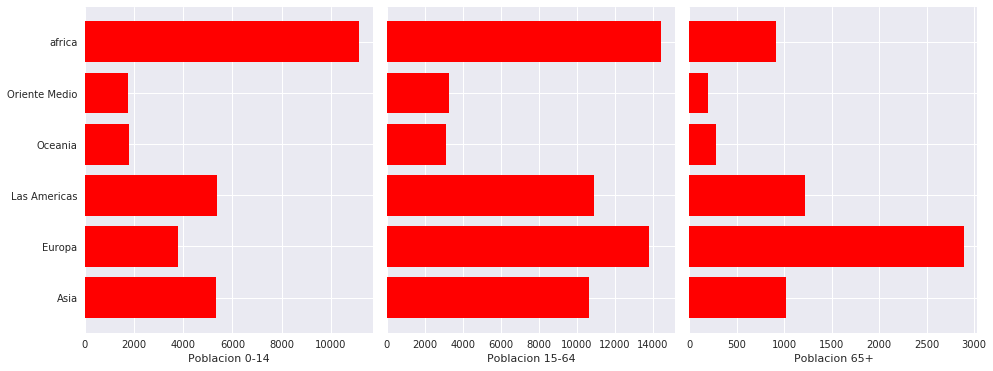 africa
Oriente Medio
Oceania
Las Americas
Europa
Asia
0 2000 4000 6000 8000 10000
Poblacion 0-14
0 2000 4000 6000 8000 10000 12000 14000
Poblacion 15-64
0 500 1000 1500 2000 2500 3000
Poblacion 65+